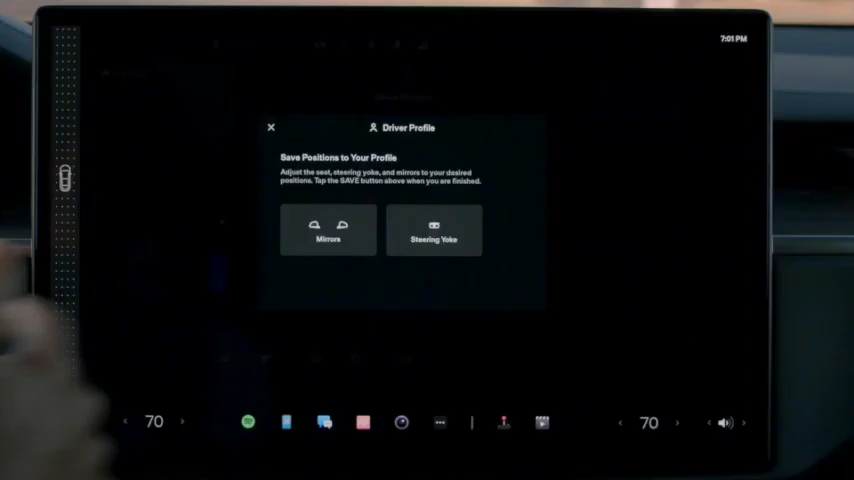 7:01 PM
Driver Profile
Save Positions to Your Profile
Adjust the seat, steering yoke, and mirrors to your desired
positions. Tap the SAVE button above when you are finished.
Mirrors
Steering Yoke
70
70